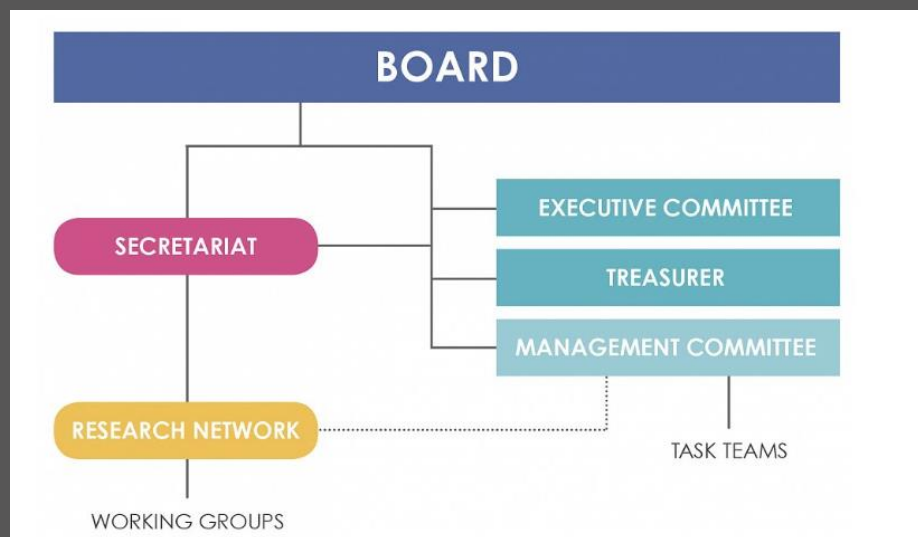 BOARD
EXECUTIVE COMMITTEE
SECRETARIAT
TREASURER
MANAGEMENT COMMITTEE
RESEARCH NETWORK
TASK TEAMS
WORKING GROUPS